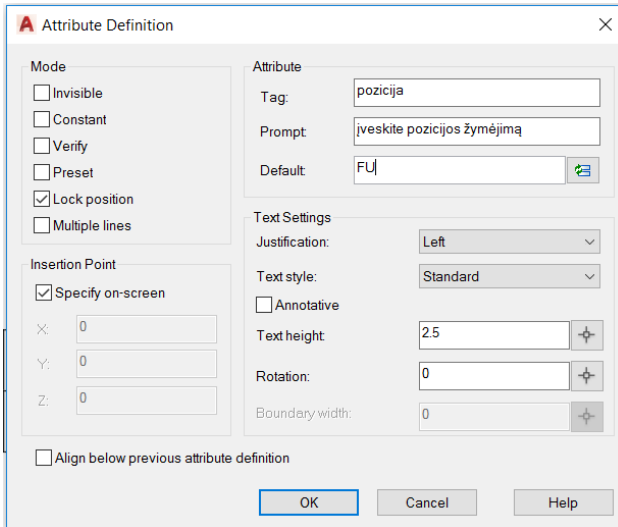 Attribute Definition
Mode
Invisible
Constant
Verify
Preset
Lock position
Multiple lines
Insertion Point
Specify on-screen
X: 0
Y: 0
Z: 0
Attribute
Tag: pozicija
Prompt: įveskite pozicijos žymėjimą
Default: FU
Text Settings
Justification: Left
Text style: Standard
Annotative
Text height: 2.5
Rotation: 0
Boundary width: 0
Align below previous attribute definition
OK Cancel Help